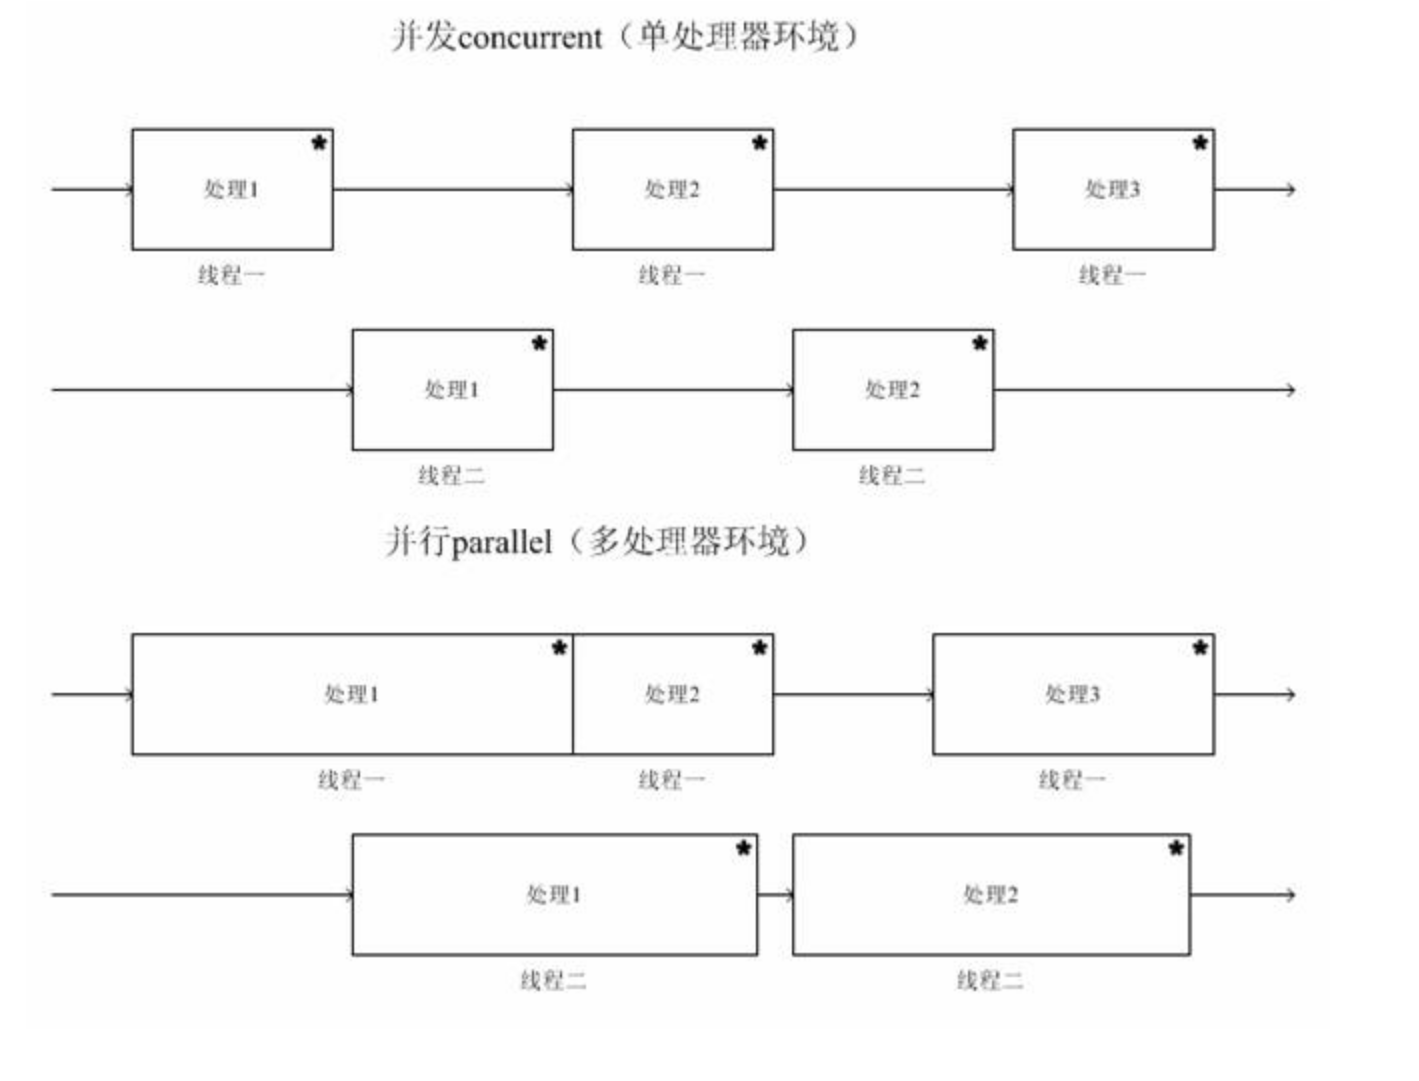 并发concurrent（单处理器环境）
* * *
处理1 处理2 处理3
线程一 线程一 线程一
* *
处理1 处理2
线程二 线程二
并行parallel（多处理器环境）
* * *
处理1 处理2 处理3
线程一 线程一 线程一
* *
处理1 处理2
线程二 线程二